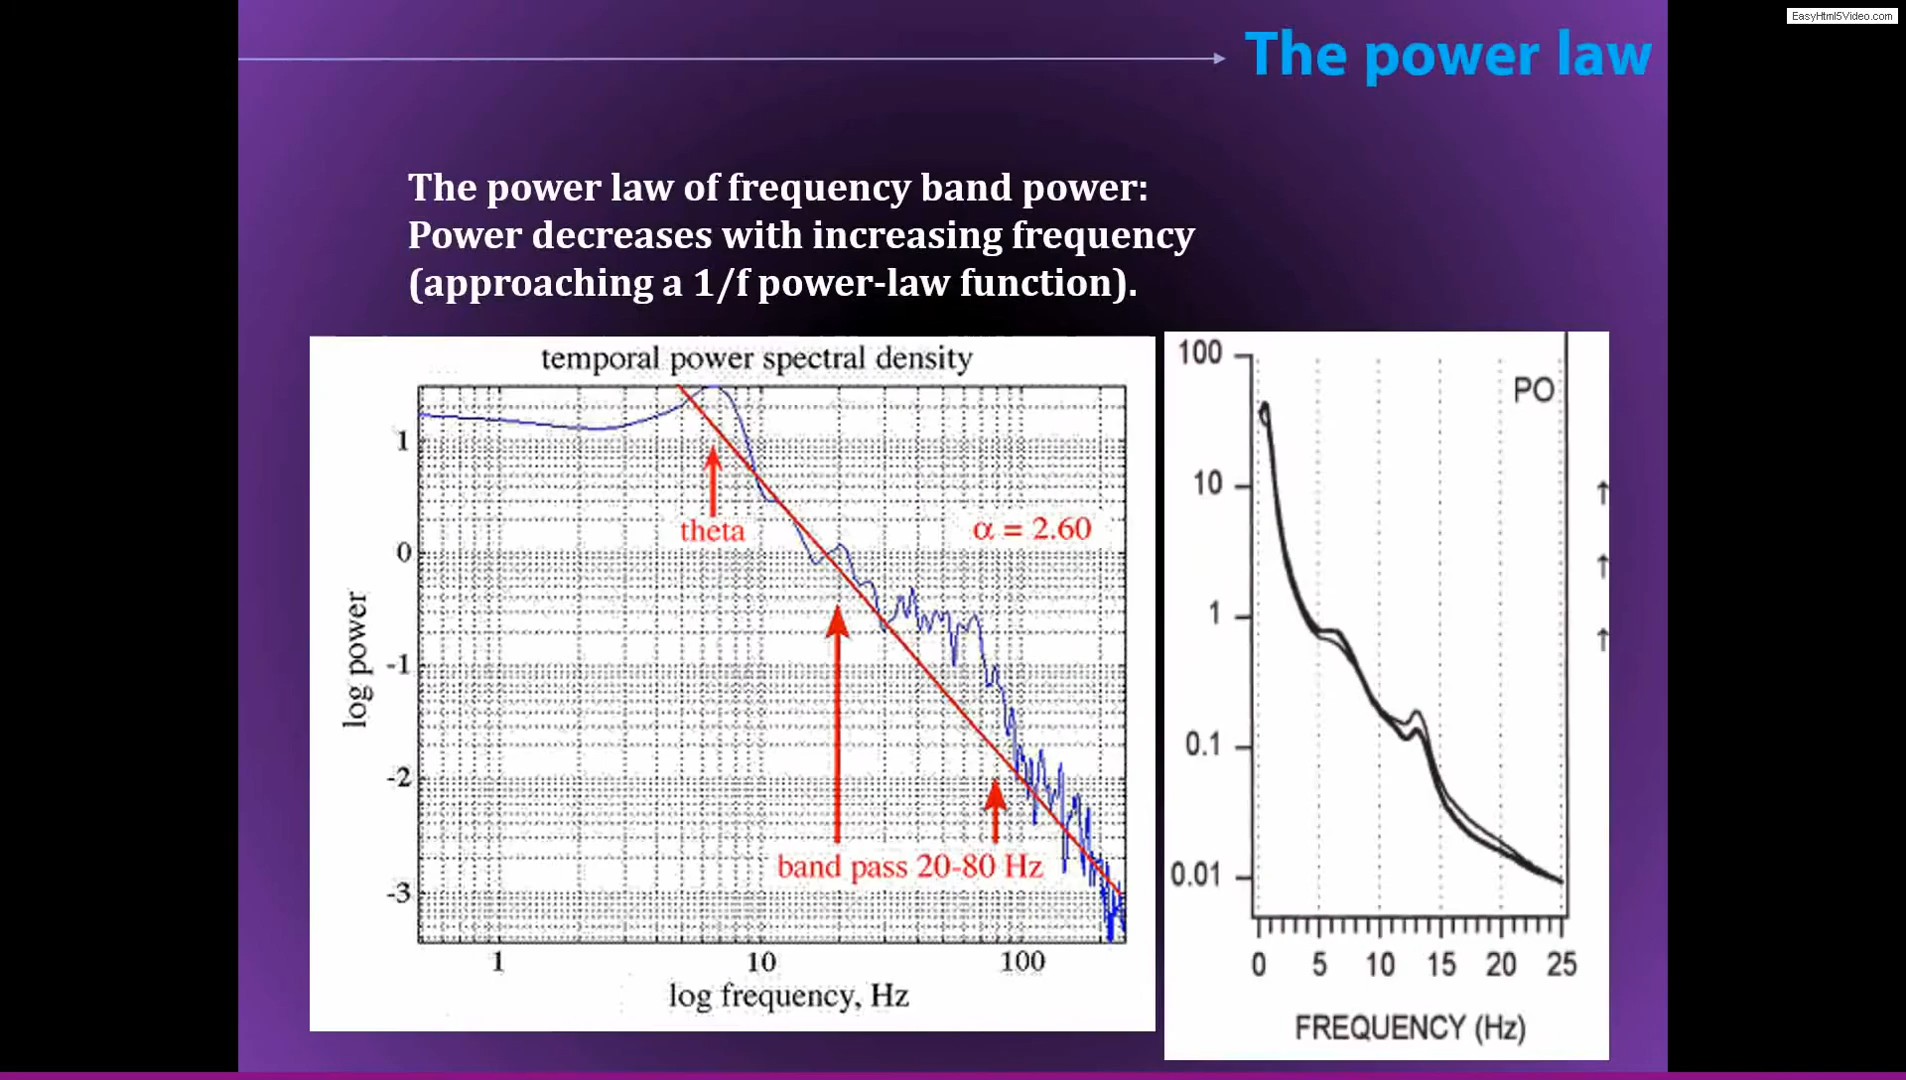 EasyHtml5Video.com
The power law
The power law of frequency band power:
Power decreases with increasing frequency
(approaching a 1/f power-law function).
temporal power spectral density
1
0
-1
-2
-3
log power
theta
α = 2.60
band pass 20-80 Hz
1 10 100
log frequency, Hz
100
10
1
0.1
0.01
PO
0 5 10 15 20 25
FREQUENCY (Hz)